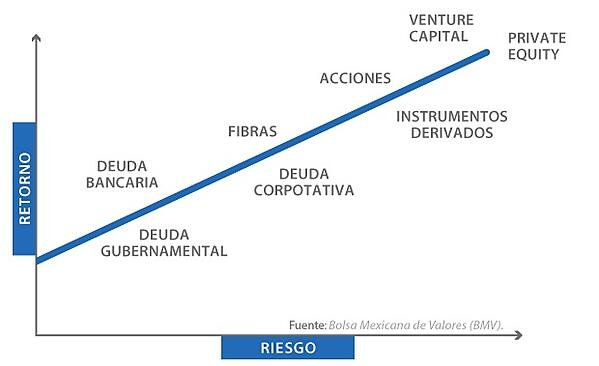 VENTURE
CAPITAL
PRIVATE
EQUITY
ACCIONES
INSTRUMENTOS
DERIVADOS
FIBRAS
DEUDA
BANCARIA
DEUDA
CORPOTATIVA
DEUDA
GUBERNAMENTAL
RETORNO
Fuente: Bolsa Mexicana de Valores (BMV).
RIESGO